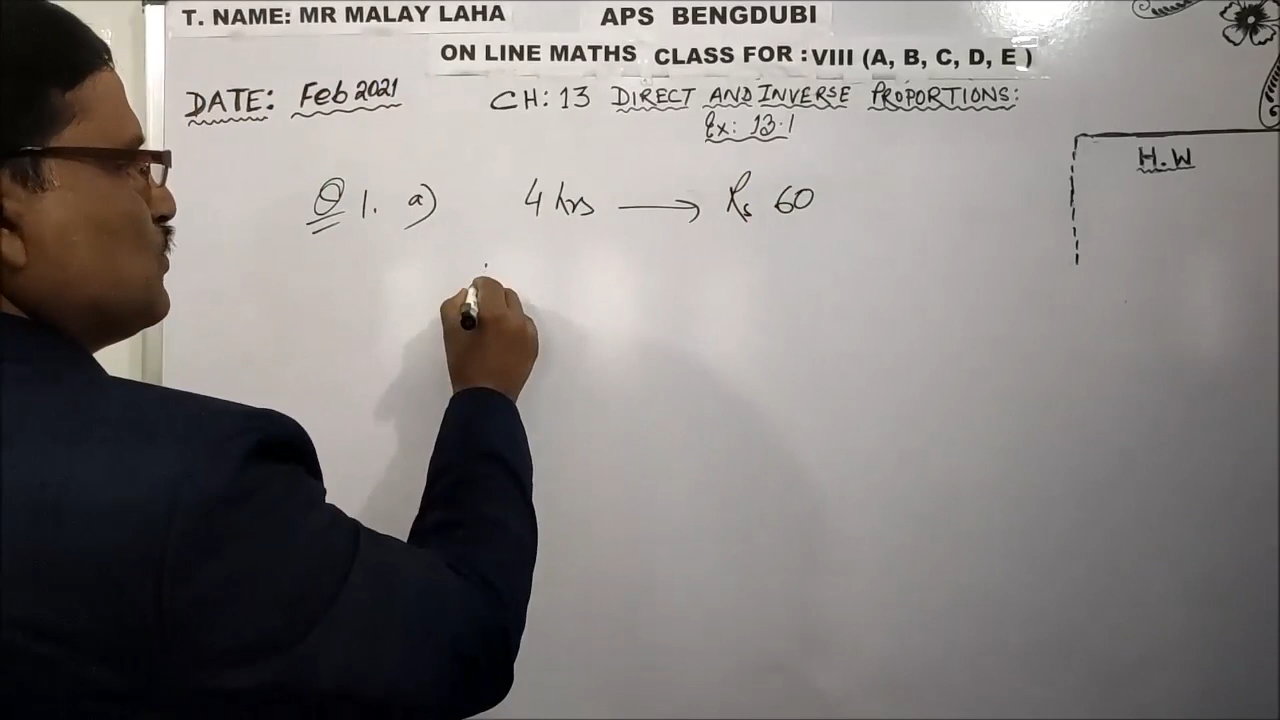 T. NAME: MR MALAY LAHA APS BENGDUBI
ON LINE MATHS CLASS FOR : VIII (A, B, C, D, E)
DATE: Feb 2021 CH: 13 DIRECT AND INVERSE PROPORTIONS:
Ex: 13.1
H.W
Q 1. a) 4 hrs → Rs 60